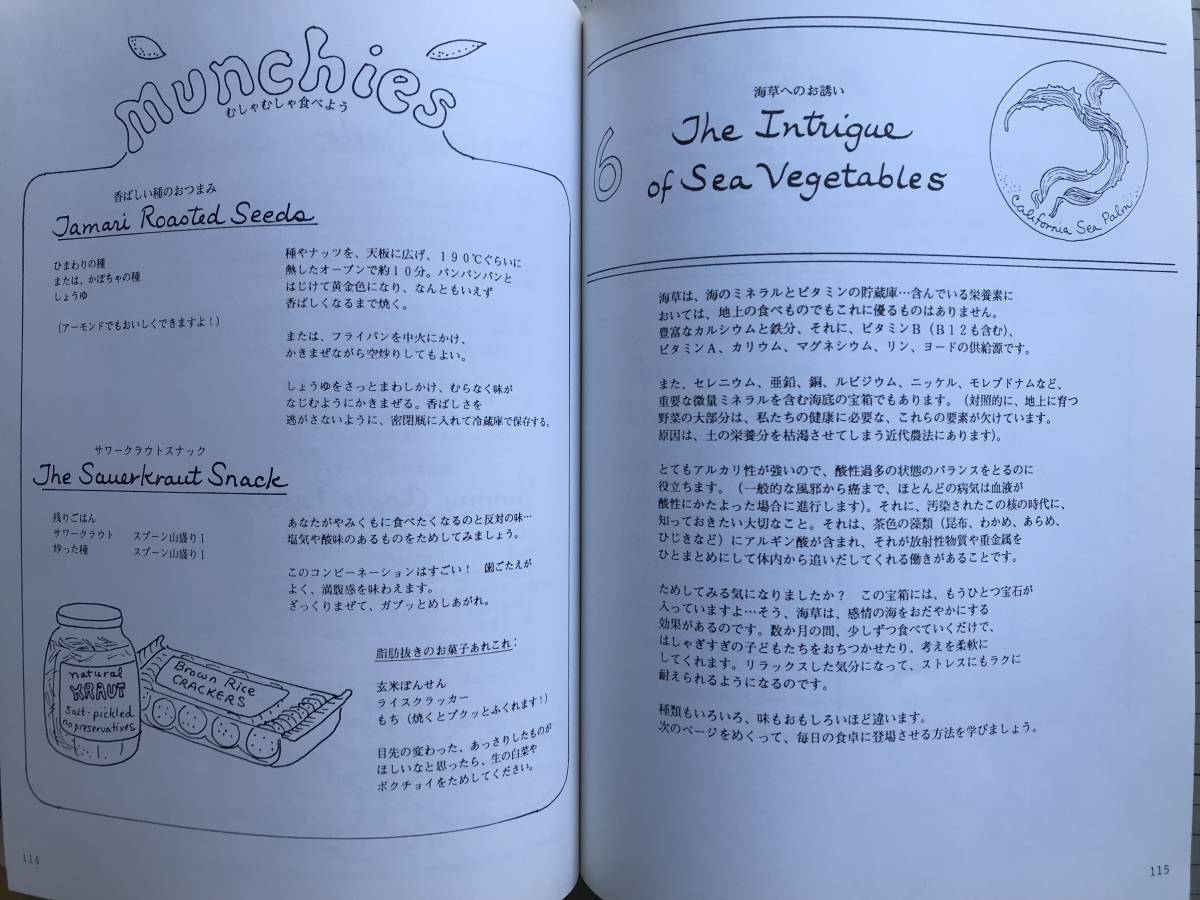 munchies
むしゃむしゃ食べよう
香ばしい種のおつまみ
Tamari Roasted Seeds
ひまわりの種
または、かぼちゃの種
しょうゆ
(アーモンドでもおいしくできますよ!)
種やナッツを、天板に広げ、190℃ぐらいに
熱したオーブンで約10分。パンパンパンと
はじけて黄金色になり、なんともいえず
香ばしくなるまで焼く。
または、フライパンを中火にかけ、
かきまぜながら空炒りしてもよい。
しょうゆをさっとまわしかけ、むらなく味が
なじむようにかきまぜる。香ばしさを
逃がさないように、密閉瓶に入れて冷蔵庫で保存する。
サワークラウトスナック
The Sauerkraut Snack
残りごはん
サワークラウト スプーン山盛り1
炒った種 スプーン山盛り1
あなたがやみくもに食べたくなるのと反対の味…
塩気や酸味のあるものをためしてみましょう。
このコンビーネーションはすごい! 歯ごたえが
よく、満腹感を味わえます。
ざっくりまぜて、ガブッとめしあがれ。
脂肪抜きのお菓子あれこれ:
玄米ぽんせん
ライスクラッカー
もち(焼くとプクッとふくれます!)
目先の変わった、あっさりしたものが
ほしいなと思ったら、生の白菜や
ボクチョイをためしてください。
natural
KRAUT
salt-pickled
no preservatives
Brown Rice
CRACKERS
114
海草へのお誘い
6
The Intrigue
of Sea Vegetables
California Sea Palm
海草は、海のミネラルとビタミンの貯蔵庫…含んでいる栄養素に
おいては、地上の食べものでもこれに優るものはありません。
豊富なカルシウムと鉄分、それに、ビタミンB(B12も含む)、
ビタミンA、カリウム、マグネシウム、リン、ヨードの供給源です。
また、セレニウム、亜鉛、銅、ルビジウム、ニッケル、モレブドナムなど、
重要な微量ミネラルを含む海底の宝箱でもあります。(対照的に、地上に育つ
野菜の大部分は、私たちの健康に必要な、これらの要素が欠けています。
原因は、土の栄養分を枯渇させてしまう近代農法にあります)。
とてもアルカリ性が強いので、酸性過多の状態のバランスをとるのに
役立ちます。(一般的な風邪から癌まで、ほとんどの病気は血液が
酸性にかたよった場合に進行します)。それに、汚染されたこの核の時代に、
知っておきたい大切なこと。それは、茶色の藻類(昆布、わかめ、あらめ、
ひじきなど)にアルギン酸が含まれ、それが放射性物質や重金属を
ひとまとめにして体内から追いだしてくれる働きがあることです。
ためしてみる気になりましたか? この宝箱には、もうひとつ宝石が
入っていますよ…そう、海草は、感情の海をおだやかにする
効果があるのです。数か月の間、少しずつ食べていくだけで、
はしゃぎすぎの子どもたちをおちつかせたり、考えを柔軟に
してくれます。リラックスした気分になって、ストレスにもラクに
耐えられるようになるのです。
種類もいろいろ、味もおもしろいほど違います。
次のページをめくって、毎日の食卓に登場させる方法を学びましょう。
115